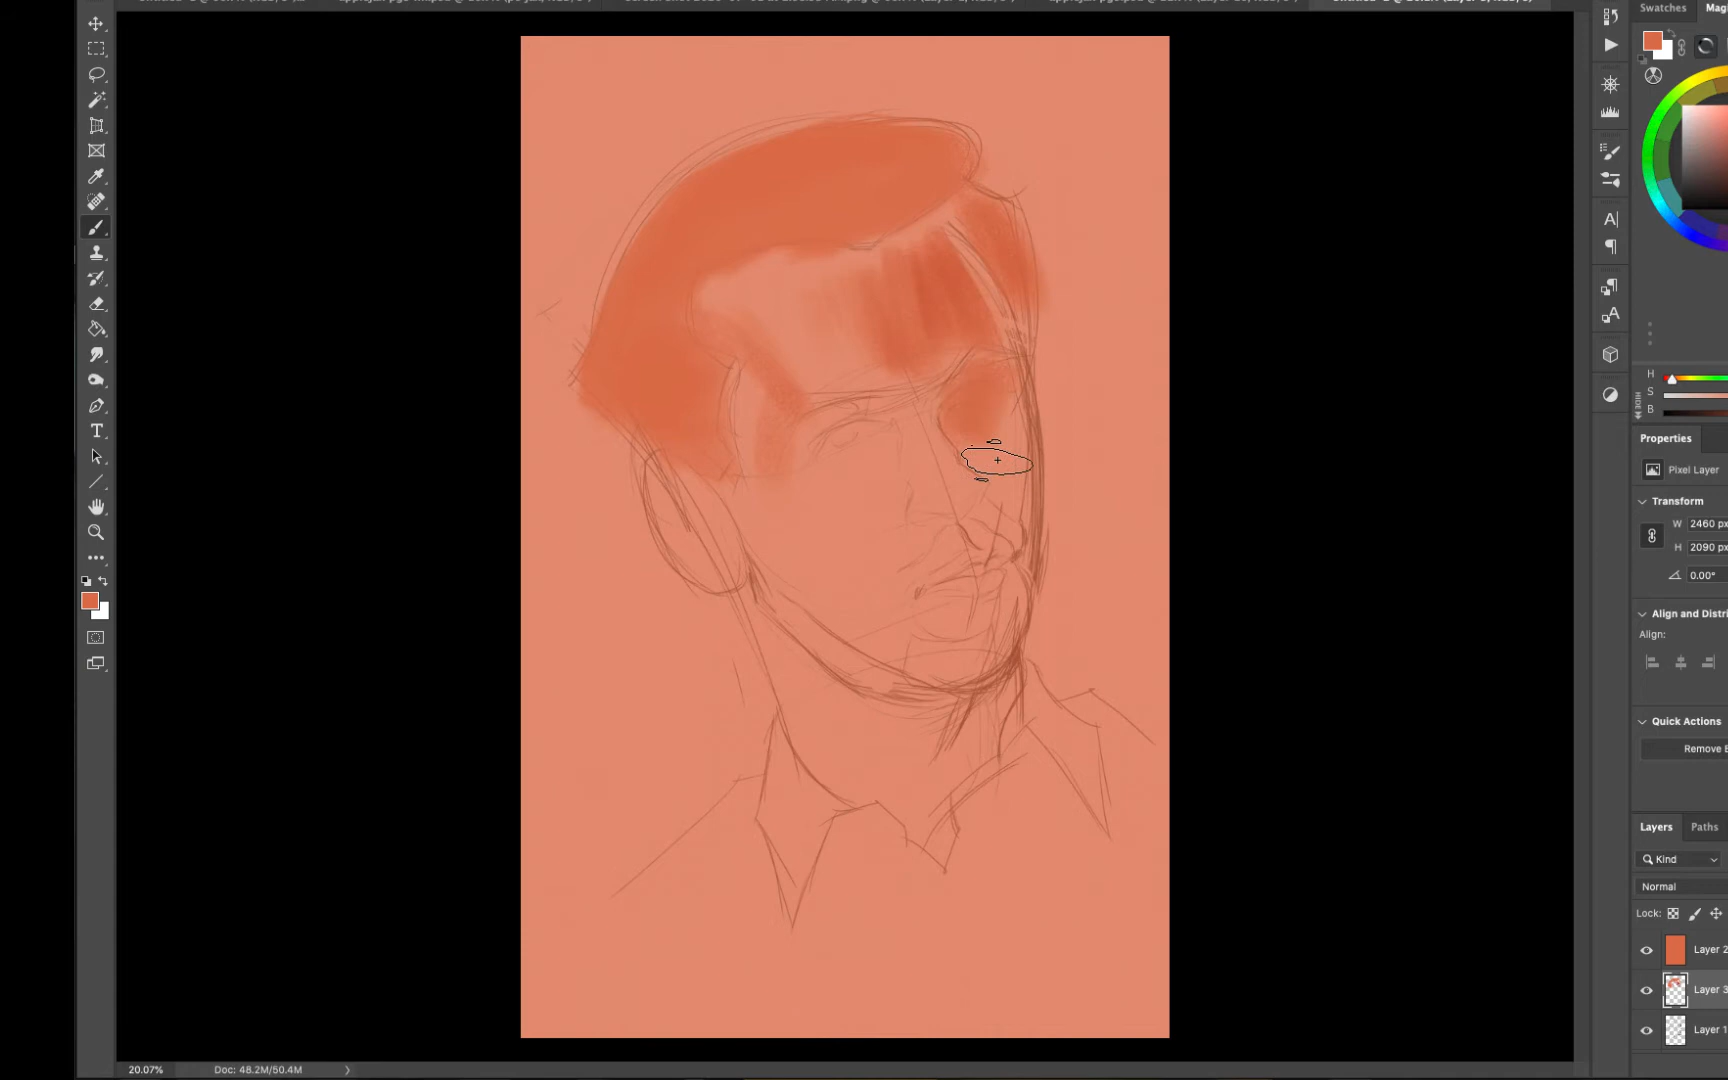 Swatches
H
S
B
HIDE
Properties
Pixel Layer
Transform
W 2460 px
H 2090 px
0.00°
Align and Distri
Align:
Quick Actions
Remove B
Layers Paths
Kind
Normal
Lock:
Layer 2
Layer 3
Layer 1
20.07% Doc: 48.2M/50.4M